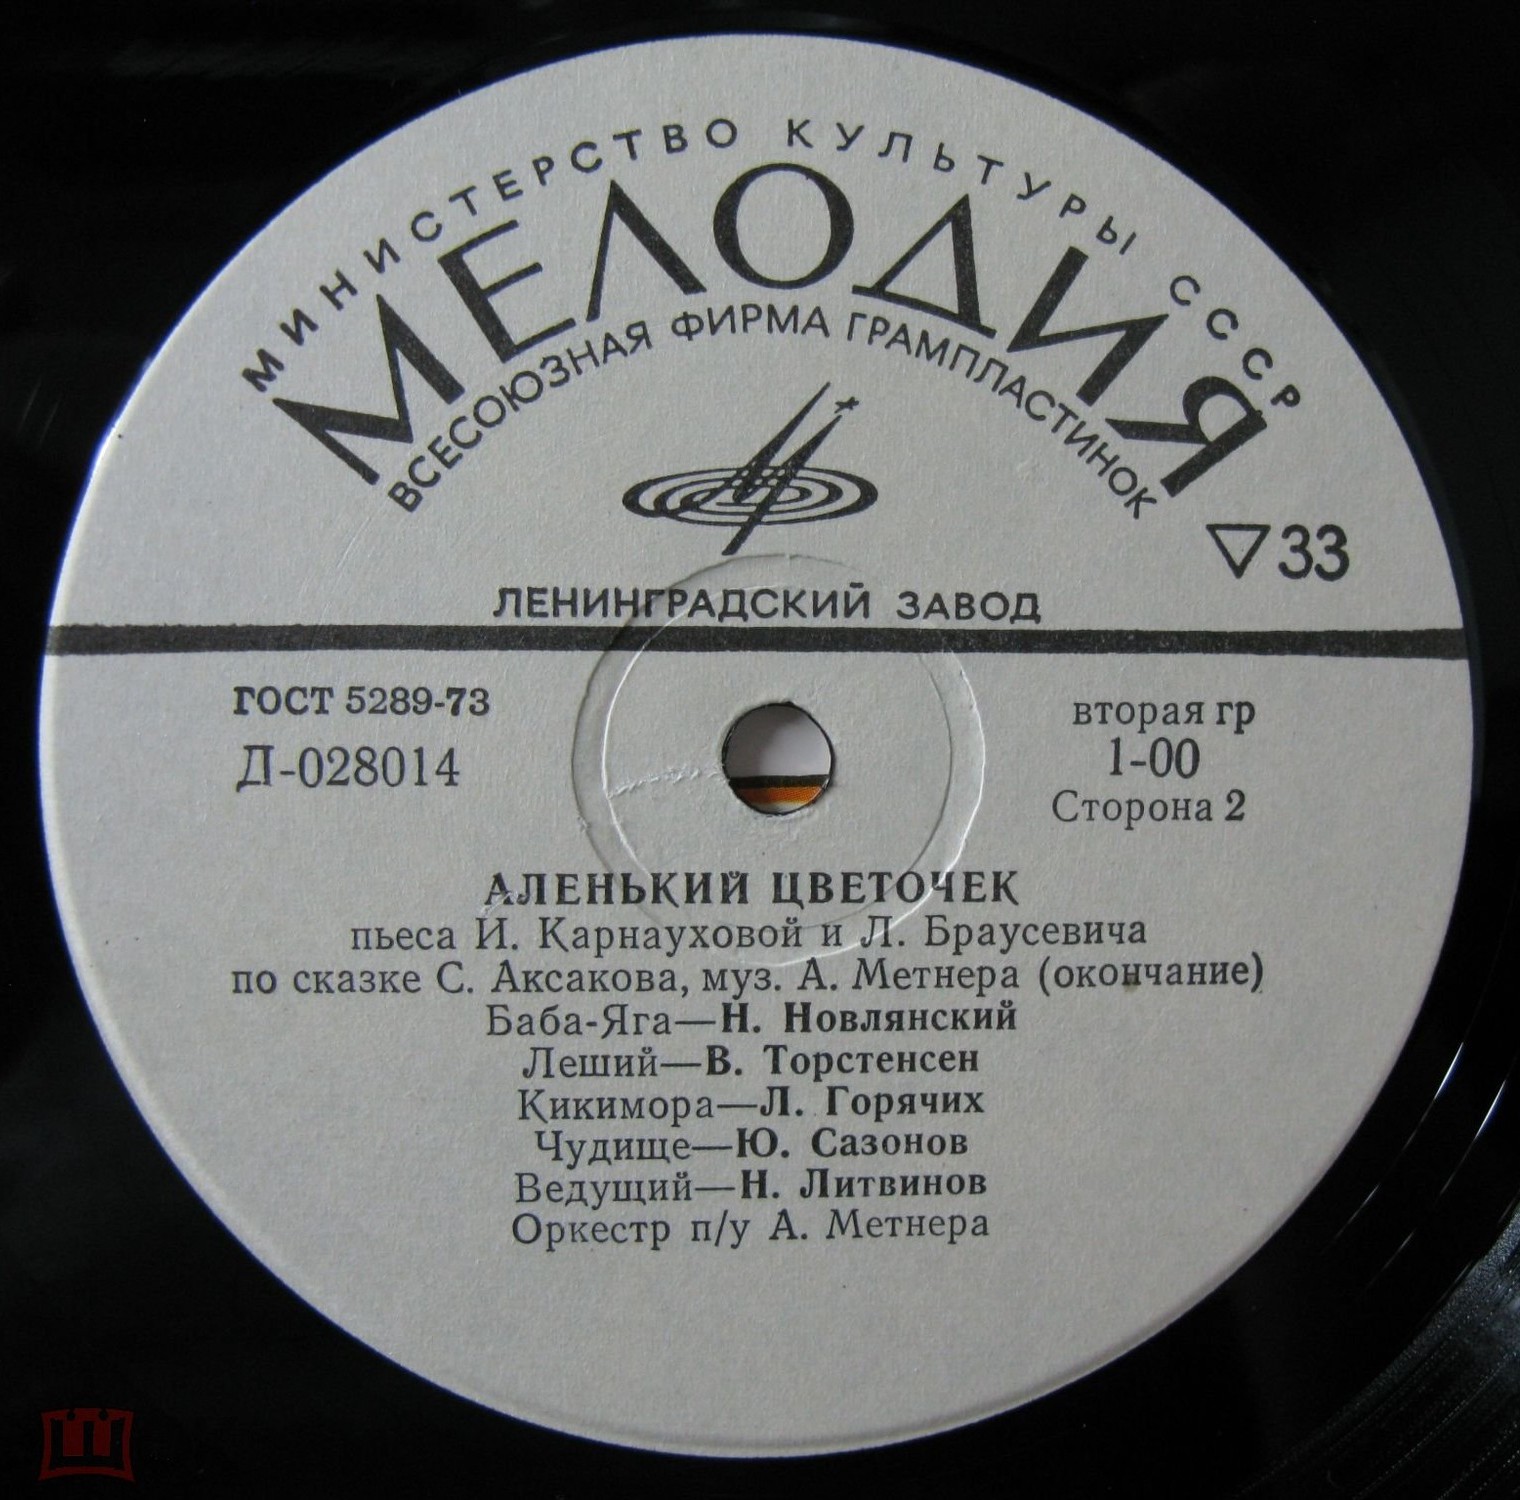 МИНИСТЕРСТВО КУЛЬТУРЫ СССР
МЕЛОДИЯ
ВСЕСОЮЗНАЯ ФИРМА ГРАМПЛАСТИНОК
33
ЛЕНИНГРАДСКИЙ ЗАВОД
ГОСТ 5289-73
Д-028014
вторая гр
1-00
Сторона 2
АЛЕНЬКИЙ ЦВЕТОЧЕК
пьеса И. Карнауховой и Л. Браусевича
по сказке С. Аксакова, муз. А. Метнера (окончание)
Баба-Яга—Н. Новлянский
Леший—В. Торстенсен
Кикимора—Л. Горячих
Чудище—Ю. Сазонов
Ведущий—Н. Литвинов
Оркестр п/у А. Метнера